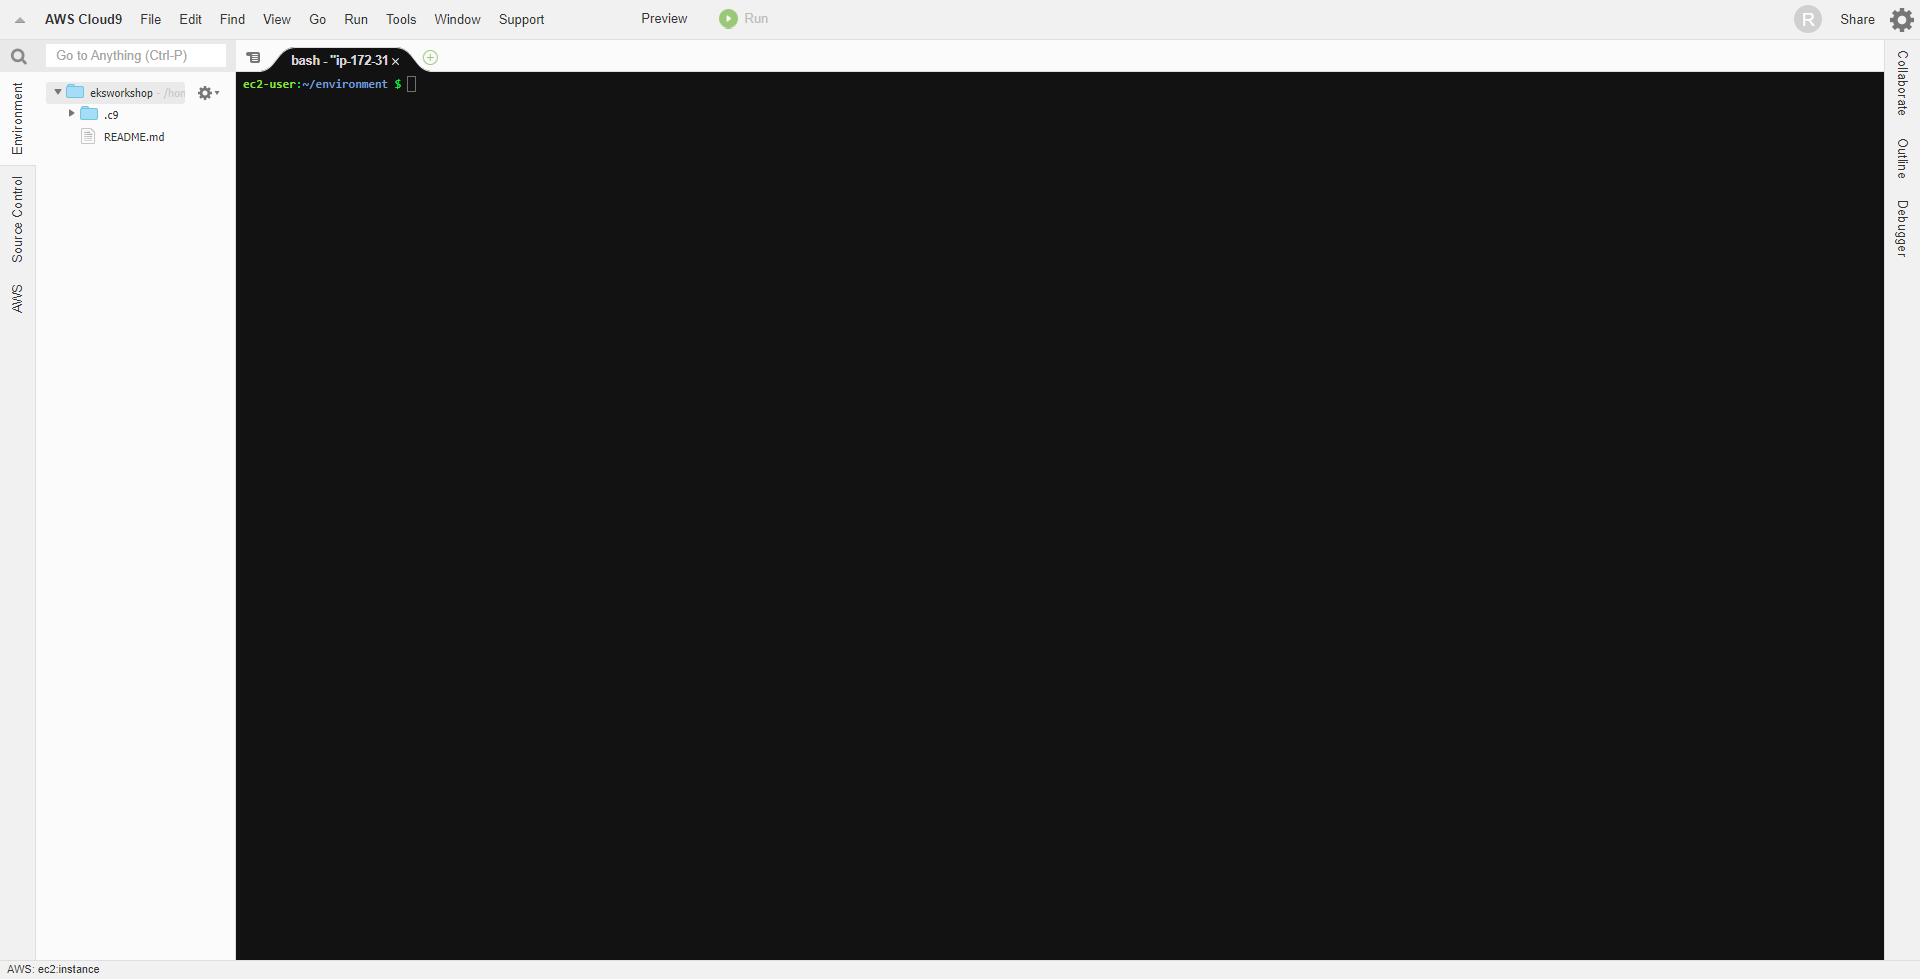 AWS Cloud9 File Edit Find View Go Run Tools Window Support Preview Run R Share
Go to Anything (Ctrl-P)
bash - "ip-172-31 ×
ec2-user:~/environment $
eksworkshop - /hom
.c9
README.md
Environment
Source Control
AWS
Collaborate
Outline
Debugger
AWS: ec2:instance